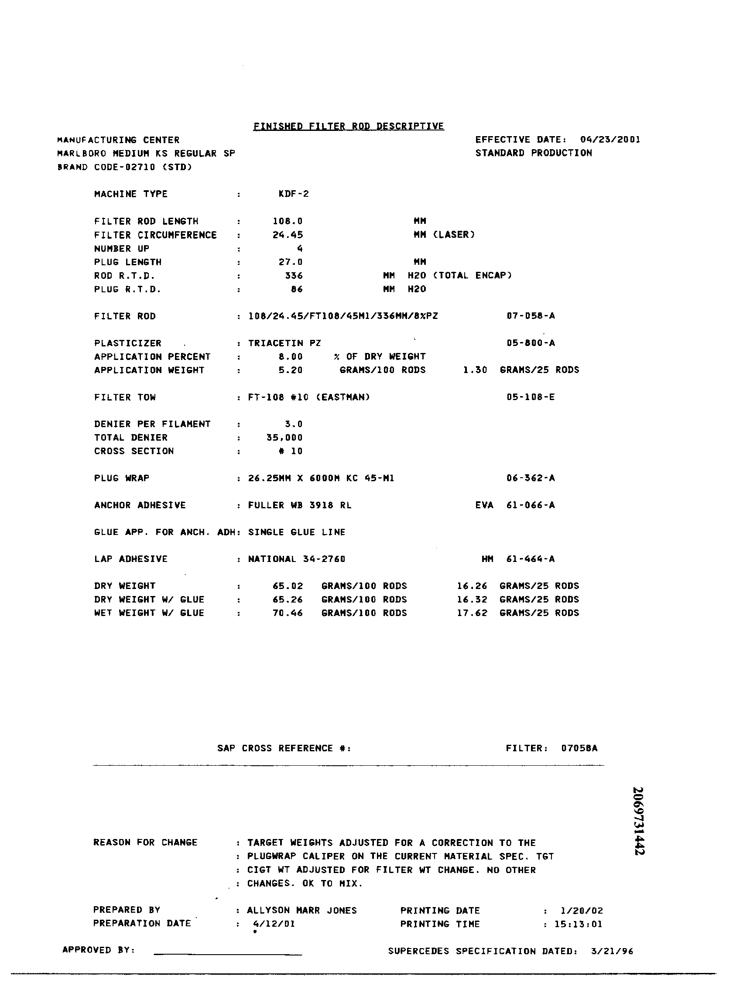 FINISHED FILTER ROD DESCRIPTIVE
MANUFACTURING CENTER EFFECTIVE DATE: 04/23/2001
MARLBORO MEDIUM KS REGULAR SP STANDARD PRODUCTION
BRAND CODE-02710 (STD)
MACHINE TYPE : KDF-2
FILTER ROD LENGTH : 108.0 MM
FILTER CIRCUMFERENCE : 24.45 MM (LASER)
NUMBER UP : 4
PLUG LENGTH : 27.0 MM
ROD R.T.D. : 336 MM H2O (TOTAL ENCAP)
PLUG R.T.D. : 86 MM H2O
FILTER ROD : 108/24.45/FT108/45M1/336MM/8%PZ 07-058-A
PLASTICIZER : TRIACETIN PZ 05-800-A
APPLICATION PERCENT : 8.00 % OF DRY WEIGHT
APPLICATION WEIGHT : 5.20 GRAMS/100 RODS 1.30 GRAMS/25 RODS
FILTER TOW : FT-108 #10 (EASTMAN) 05-108-E
DENIER PER FILAMENT : 3.0
TOTAL DENIER : 35,000
CROSS SECTION : # 10
PLUG WRAP : 26.25MM X 6000M KC 45-M1 06-362-A
ANCHOR ADHESIVE : FULLER WB 3918 RL EVA 61-066-A
GLUE APP. FOR ANCH. ADH: SINGLE GLUE LINE
LAP ADHESIVE : NATIONAL 34-2760 HM 61-464-A
DRY WEIGHT : 65.02 GRAMS/100 RODS 16.26 GRAMS/25 RODS
DRY WEIGHT W/ GLUE : 65.26 GRAMS/100 RODS 16.32 GRAMS/25 RODS
WET WEIGHT W/ GLUE : 70.46 GRAMS/100 RODS 17.62 GRAMS/25 RODS
SAP CROSS REFERENCE #: FILTER: 07058A
2069731442
REASON FOR CHANGE : TARGET WEIGHTS ADJUSTED FOR A CORRECTION TO THE
: PLUGWRAP CALIPER ON THE CURRENT MATERIAL SPEC. TGT
: CIGT WT ADJUSTED FOR FILTER WT CHANGE. NO OTHER
: CHANGES. OK TO MIX.
PREPARED BY : ALLYSON MARR JONES PRINTING DATE : 1/20/02
PREPARATION DATE : 4/12/01 PRINTING TIME : 15:13:01
APPROVED BY: SUPERCEDES SPECIFICATION DATED: 3/21/96